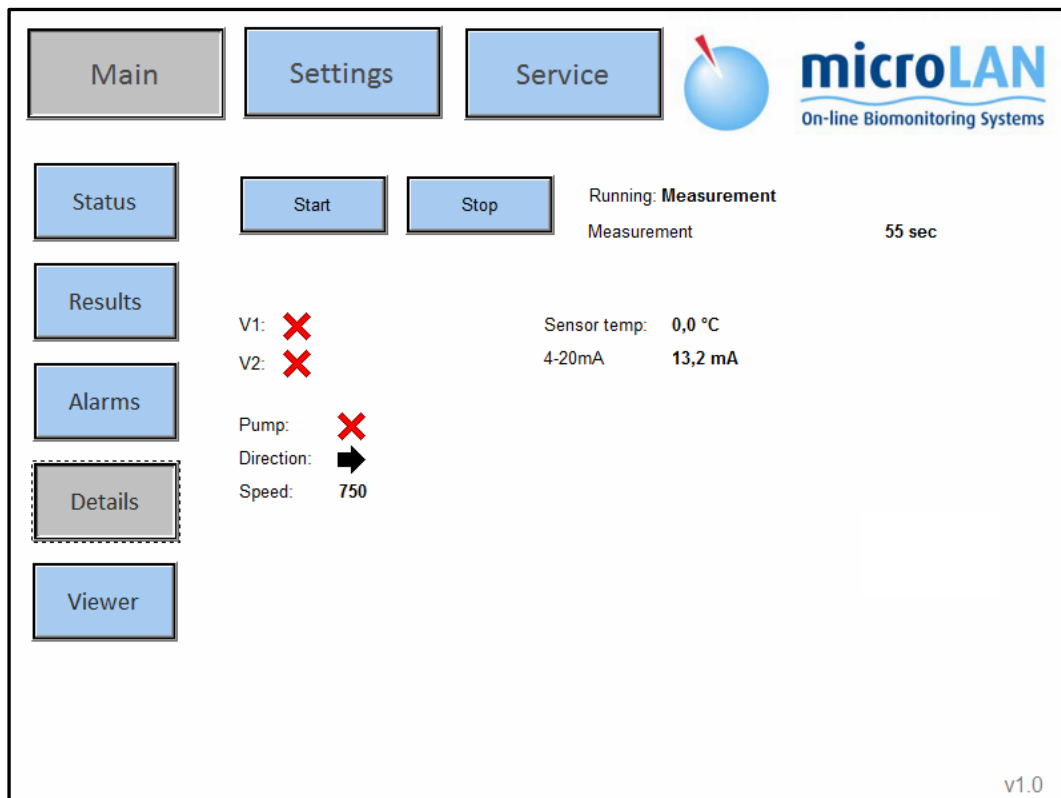 Main Settings Service
microLAN
On-line Biomonitoring Systems
Status
Start Stop
Running: Measurement
Measurement 55 sec
Results
V1:
Sensor temp: 0,0 °C
V2:
4-20mA 13,2 mA
Alarms
Pump:
Direction:
Details
Speed: 750
Viewer
v1.0